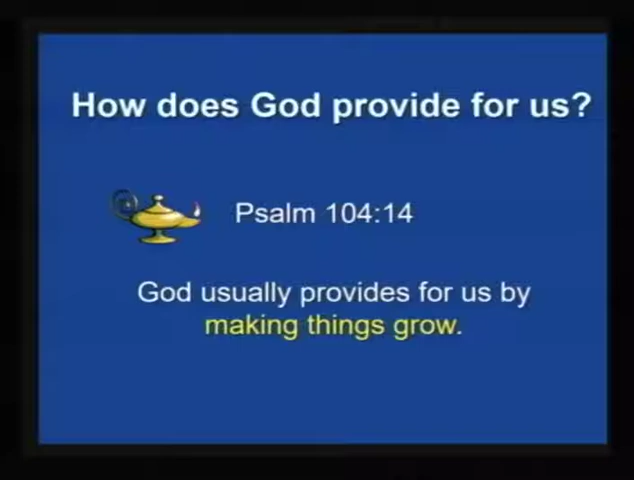 How does God provide for us?
Psalm 104:14
God usually provides for us by
making things grow.